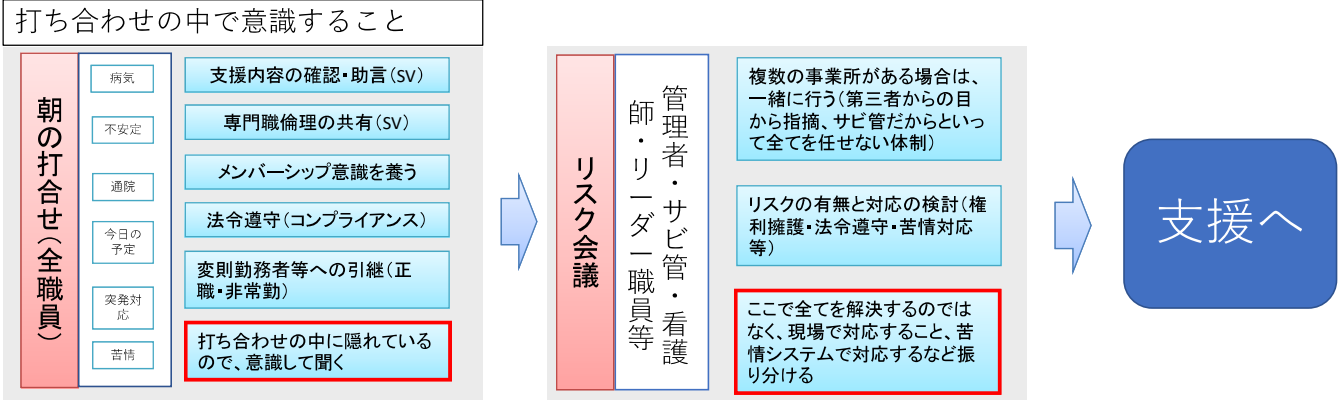 打ち合わせの中で意識すること
朝の打合せ(全職員)
病気
不安定
通院
今日の
予定
突発対
応
苦情
支援内容の確認・助言(SV)
専門職倫理の共有(SV)
メンバーシップ意識を養う
法令遵守(コンプライアンス)
変則勤務者等への引継(正
職・非常勤)
打ち合わせの中に隠れている
ので、意識して聞く
リスク会議
管理者・サビ管・看護
師・リーダー職員等
複数の事業所がある場合は、
一緒に行う(第三者からの目
から指摘、サビ管だからといっ
て全てを任せない体制)
リスクの有無と対応の検討(権
利擁護・法令遵守・苦情対応
等)
ここで全てを解決するのでは
なく、現場で対応すること、苦
情システムで対応するなど振
り分ける
支援へ